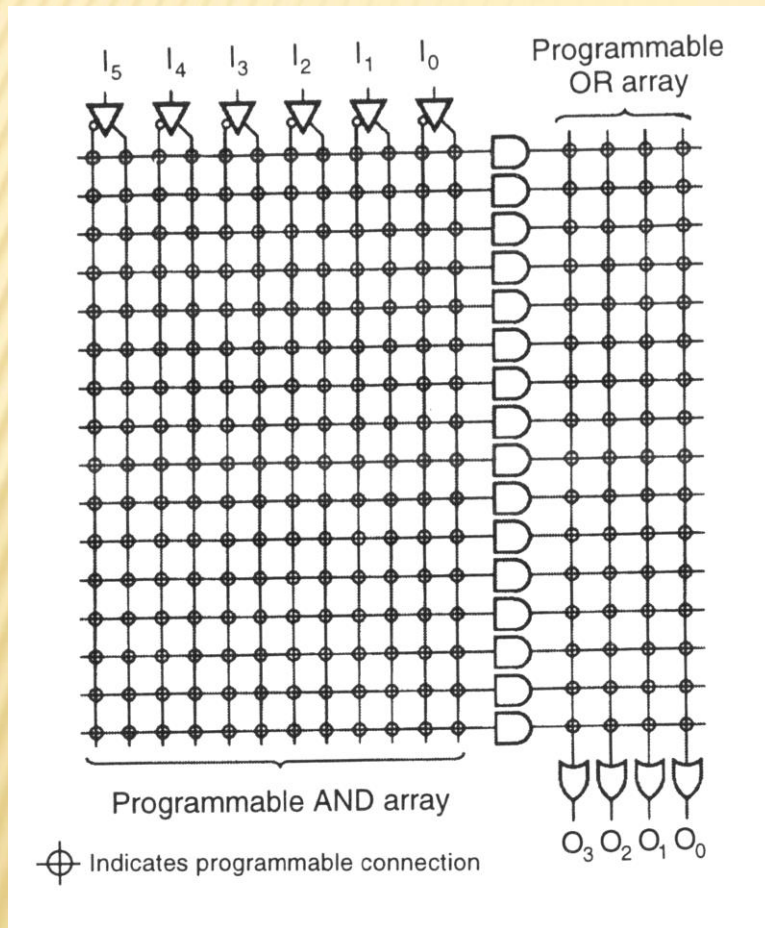 I5 I4 I3 I2 I1 I0
Programmable
OR array
Programmable AND array
Indicates programmable connection
O3 O2 O1 O0